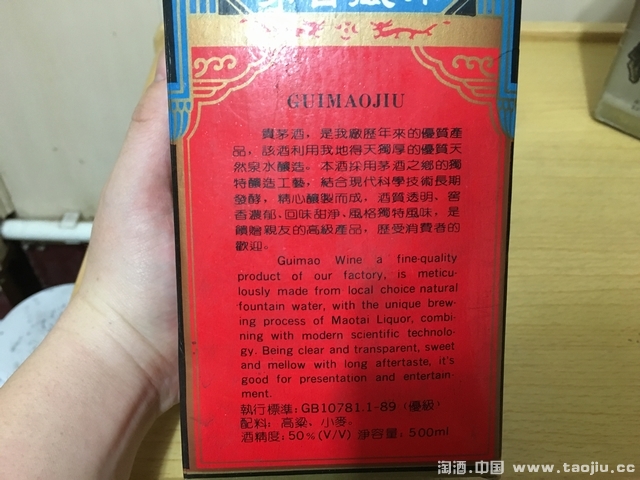 GUIMAOJIU
貴茅酒，是我廠歷年來的優質產
品，該酒利用我地得天獨厚的優質天
然泉水釀造。本酒採用茅酒之鄉的獨
特釀造工藝，結合現代科學技術長期
發酵，精心釀製而成，酒質透明，窖
香濃郁、回味甜淨、風格獨特風味，是
饋贈親友的高級產品，歷受消費者的
歡迎。
Guimao Wine a fine-quality
product of our factory, is meticu-
lously made from local choice natural
fountain water, with the unique brew-
ing process of Maotai Liquor, combi-
ning with modern scientific technolo-
gy. Being clear and transparent, sweet
and mellow with long aftertaste, it's
good for presentation and entertain-
ment.
執行標準：GB10781.1-89（優級）
配料：高粱、小麥。
酒精度：50%(V/V) 淨容量：500ml
淘酒.中国 www.taojiu.cc